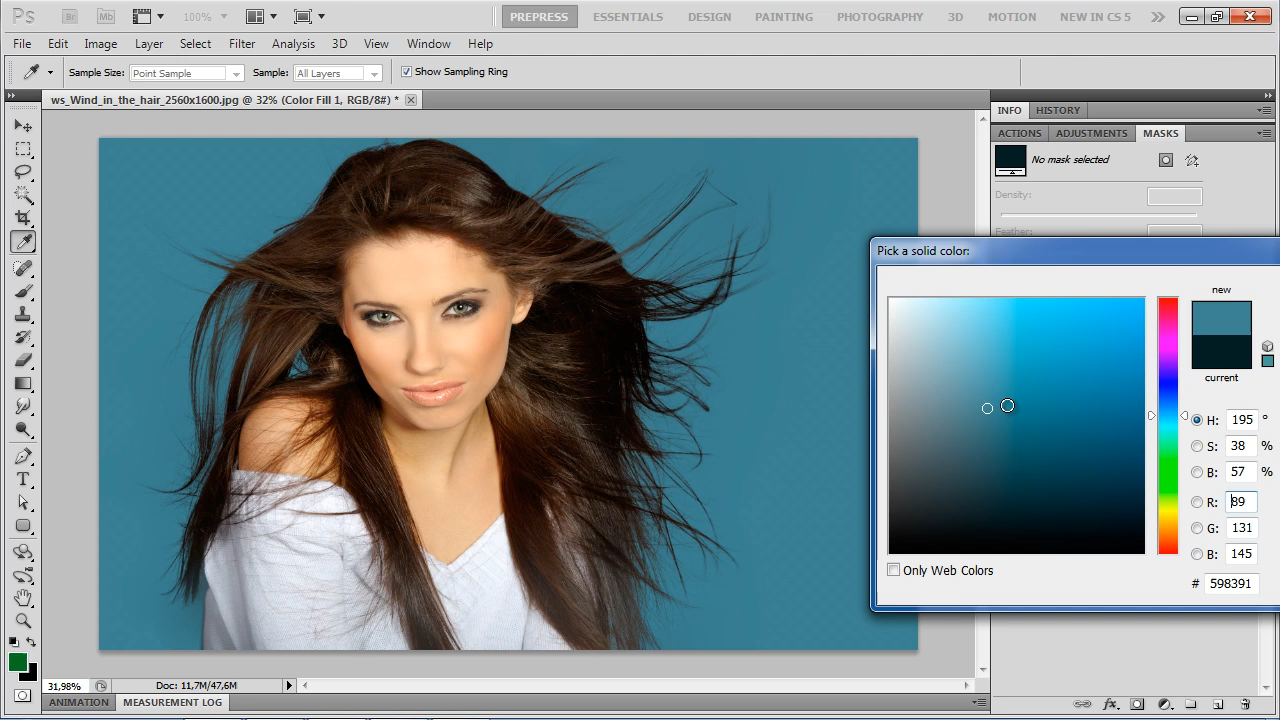 Ps Br Mb 100% PREPRESS ESSENTIALS DESIGN PAINTING PHOTOGRAPHY 3D MOTION NEW IN CS 5
File Edit Image Layer Select Filter Analysis 3D View Window Help
Sample Size: Point Sample Sample: All Layers Show Sampling Ring
ws_Wind_in_the_hair_2560x1600.jpg @ 32% (Color Fill 1, RGB/8#) *
INFO HISTORY
ACTIONS ADJUSTMENTS MASKS
No mask selected
Density:
Feather:
Pick a solid color:
new
current
H: 195 °
S: 38 %
B: 57 %
R: 89
G: 131
B: 145
Only Web Colors
# 598391
T
31,98% Doc: 11,7M/47,6M
ANIMATION MEASUREMENT LOG
fx